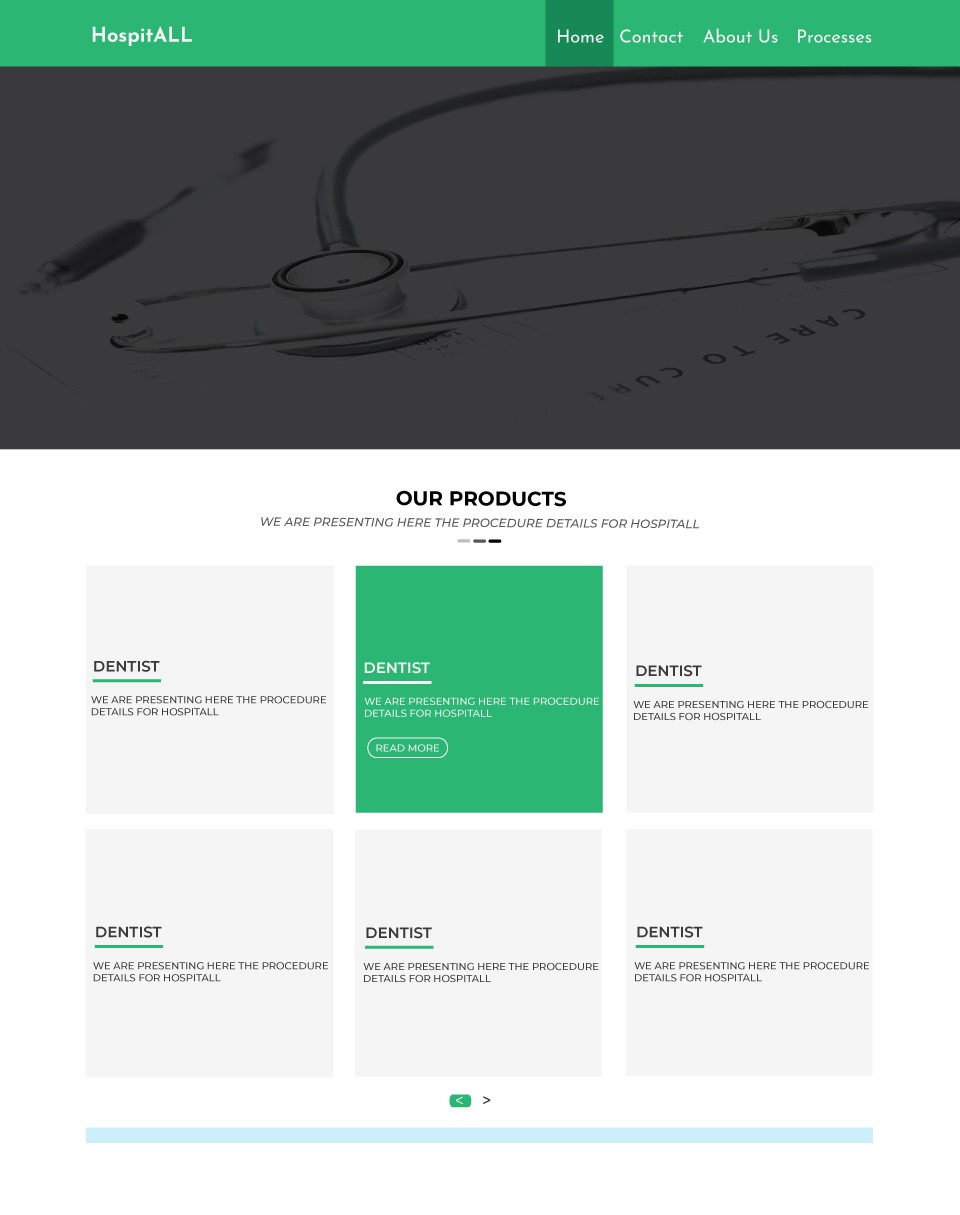 HospitALL
Home Contact About Us Processes
CARE TO CURE
OUR PRODUCTS
WE ARE PRESENTING HERE THE PROCEDURE DETAILS FOR HOSPITALL
DENTIST
WE ARE PRESENTING HERE THE PROCEDURE
DETAILS FOR HOSPITALL
DENTIST
WE ARE PRESENTING HERE THE PROCEDURE
DETAILS FOR HOSPITALL
READ MORE
DENTIST
WE ARE PRESENTING HERE THE PROCEDURE
DETAILS FOR HOSPITALL
DENTIST
WE ARE PRESENTING HERE THE PROCEDURE
DETAILS FOR HOSPITALL
DENTIST
WE ARE PRESENTING HERE THE PROCEDURE
DETAILS FOR HOSPITALL
DENTIST
WE ARE PRESENTING HERE THE PROCEDURE
DETAILS FOR HOSPITALL
< >